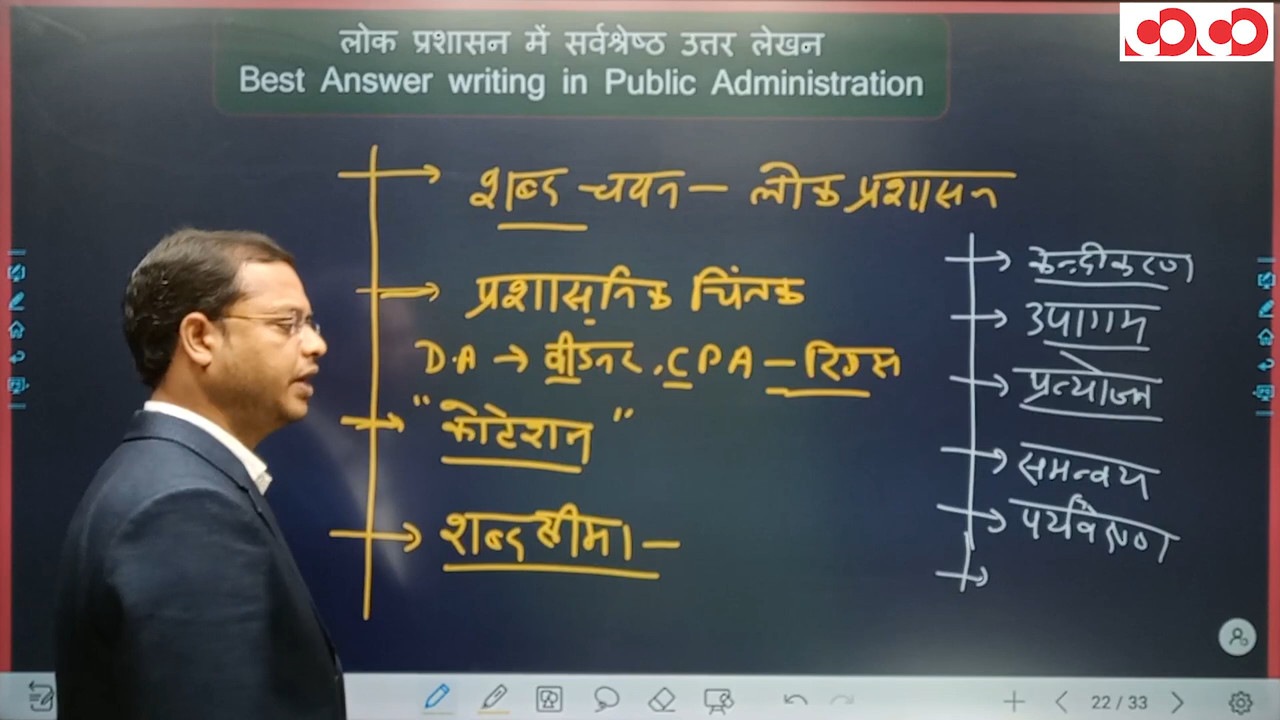 लोक प्रशासन में सर्वश्रेष्ठ उत्तर लेखन
Best Answer writing in Public Administration
शब्द चयन – लोक प्रशासन
प्रशासनिक चिंतक
D.A → वीडनर, CPA – रिग्स
"कोटेशन"
शब्द सीमा –
केन्द्रीकरण
उपागम
प्रत्यायोजन
समन्वय
पर्यवेक्षण
22 / 33